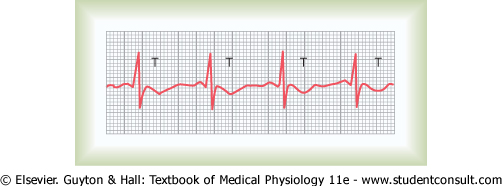 T T T T
© Elsevier. Guyton & Hall: Textbook of Medical Physiology 11e - www.studentconsult.com